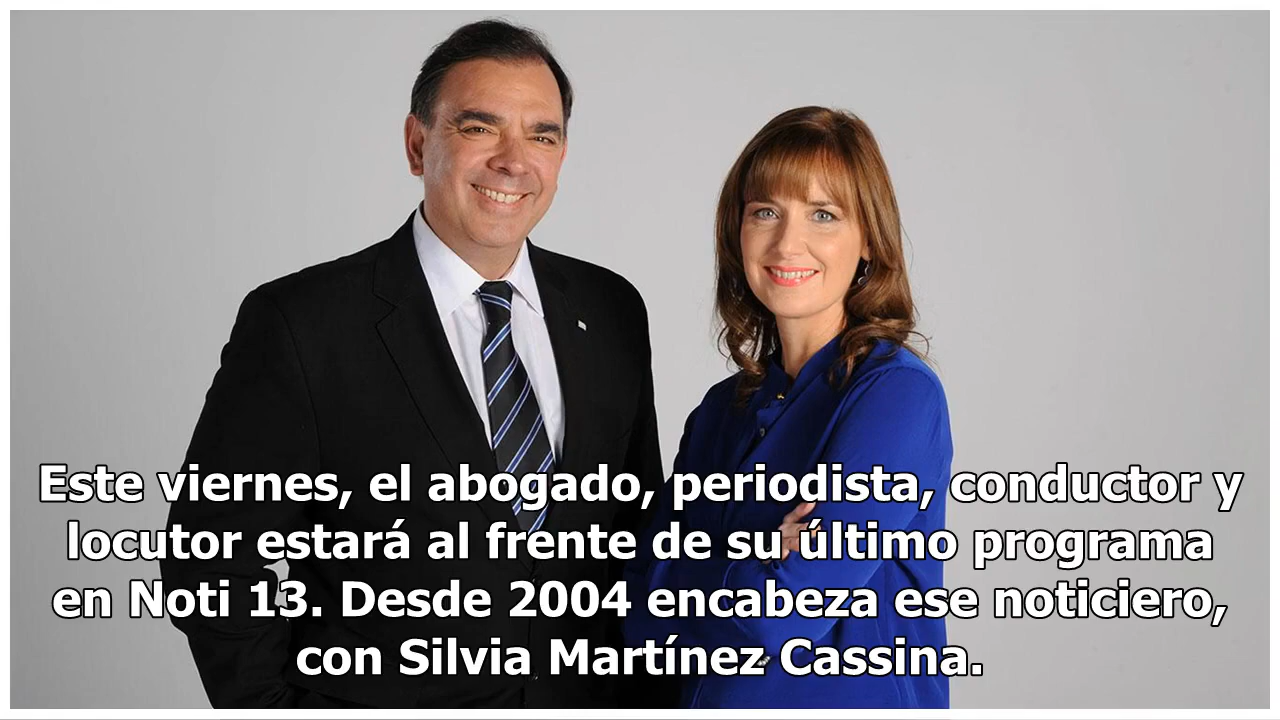 Este viernes, el abogado, periodista, conductor y
locutor estará al frente de su último programa
en Noti 13. Desde 2004 encabeza ese noticiero,
con Silvia Martínez Cassina.